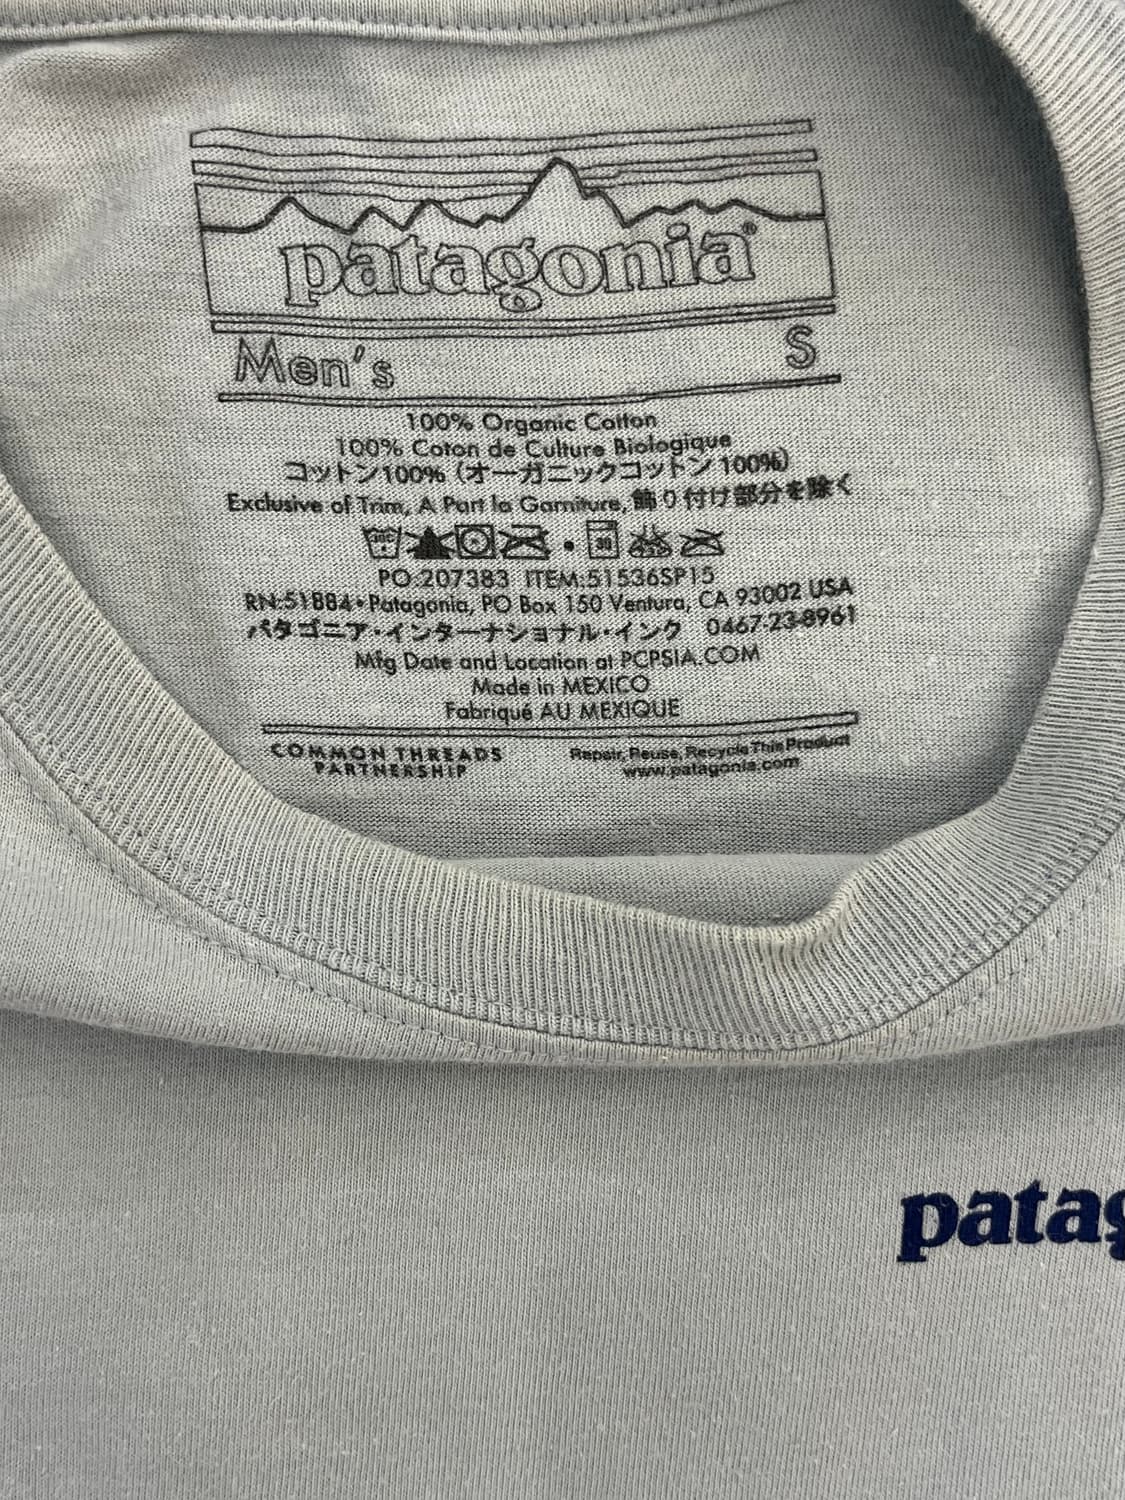 patagonia®
Men's S
100% Organic Cotton
100% Coton de Culture Biologique
コットン100% (オーガニックコットン 100%)
Exclusive of Trim, A Part la Garniture, 飾り付け部分を除く
30C • 30
PO:207383 ITEM:51536SP15
RN:51884•Patagonia, PO Box 150 Ventura, CA 93002 USA
パタゴニア・インターナショナル・インク 0467-23-8961
Mfg Date and Location at PCPSIA.COM
Made in MEXICO
Fabriqué AU MEXIQUE
COMMON THREADS Repair, Reuse, Recycle This Product
PARTNERSHIP www.patagonia.com
patag